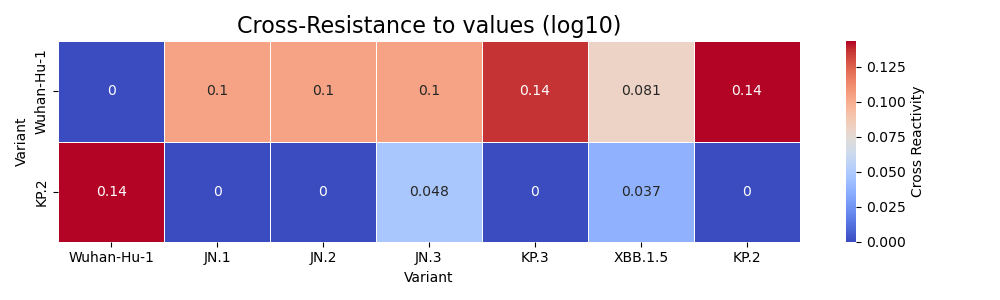 Cross-Resistance to values (log10)
Variant
Wuhan-Hu-1
0 0.1 0.1 0.1 0.14 0.081 0.14
KP.2
0.14 0 0 0.048 0 0.037 0
Wuhan-Hu-1 JN.1 JN.2 JN.3 KP.3 XBB.1.5 KP.2
Variant
0.125
0.100
0.075
0.050
0.025
0.000
Cross Reactivity